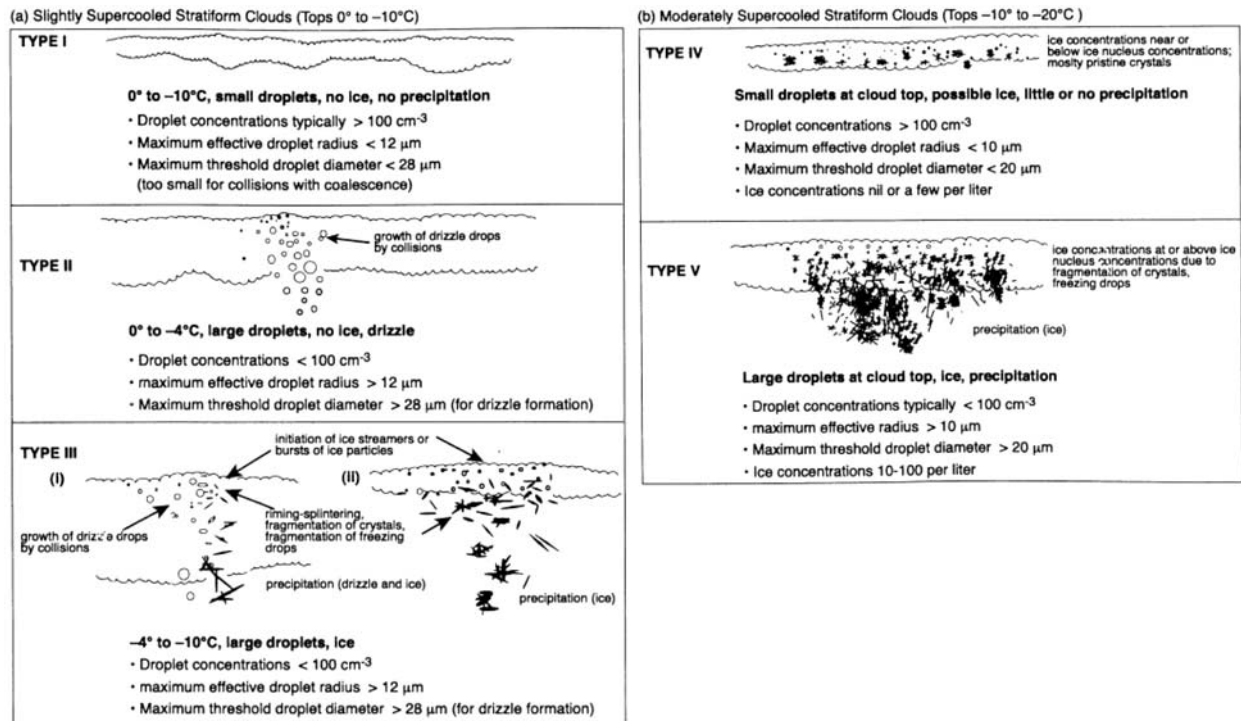 (a) Slightly Supercooled Stratiform Clouds (Tops 0° to –10°C)
TYPE I
0° to –10°C, small droplets, no ice, no precipitation
• Droplet concentrations typically > 100 cm-3
• Maximum effective droplet radius < 12 μm
• Maximum threshold droplet diameter < 28 μm
(too small for collisions with coalescence)
TYPE II
growth of drizzle drops
by collisions
0° to –4°C, large droplets, no ice, drizzle
• Droplet concentrations < 100 cm-3
• maximum effective droplet radius > 12 μm
• Maximum threshold droplet diameter > 28 μm (for drizzle formation)
TYPE III
initiation of ice streamers or
bursts of ice particles
(i)
(ii)
growth of drizzle drops
by collisions
riming-splintering,
fragmentation of crystals,
fragmentation of freezing
drops
precipitation (drizzle and ice)
precipitation (ice)
–4° to –10°C, large droplets, ice
• Droplet concentrations < 100 cm-3
• maximum effective droplet radius > 12 μm
• Maximum threshold droplet diameter > 28 μm (for drizzle formation)
(b) Moderately Supercooled Stratiform Clouds (Tops –10° to –20°C )
TYPE IV
ice concentrations near or
below ice nucleus concentrations;
mostly pristine crystals
Small droplets at cloud top, possible ice, little or no precipitation
• Droplet concentrations > 100 cm-3
• Maximum effective droplet radius < 10 μm
• Maximum threshold droplet diameter < 20 μm
• Ice concentrations nil or a few per liter
TYPE V
ice concentrations at or above ice
nucleus concentrations due to
fragmentation of crystals,
freezing drops
precipitation (ice)
Large droplets at cloud top, ice, precipitation
• Droplet concentrations typically < 100 cm-3
• maximum effective radius > 10 μm
• Maximum threshold droplet diameter > 20 μm
• Ice concentrations 10-100 per liter